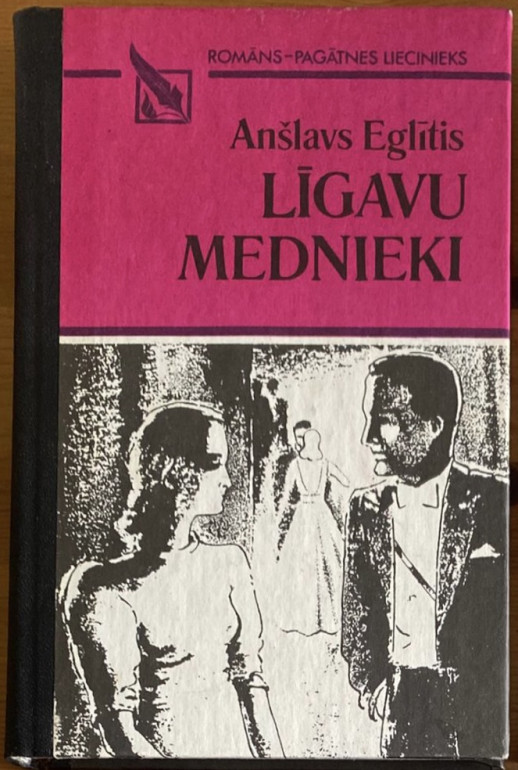 ROMĀNS–PAGĀTNES LIECINIEKS
Anšlavs Eglītis
LĪGAVU
MEDNIEKI